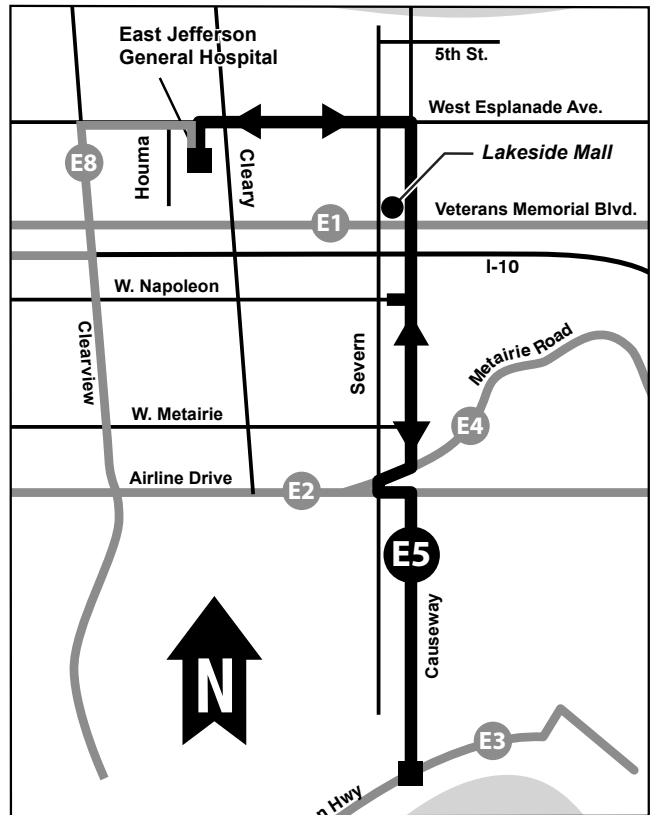 East Jefferson
General Hospital
5th St.
West Esplanade Ave.
E8
Houma
Cleary
Lakeside Mall
Veterans Memorial Blvd.
E1
I-10
W. Napoleon
Clearview
Severn
Metairie Road
W. Metairie
E4
Airline Drive
E2
E5
Causeway
N
E3
Hwy